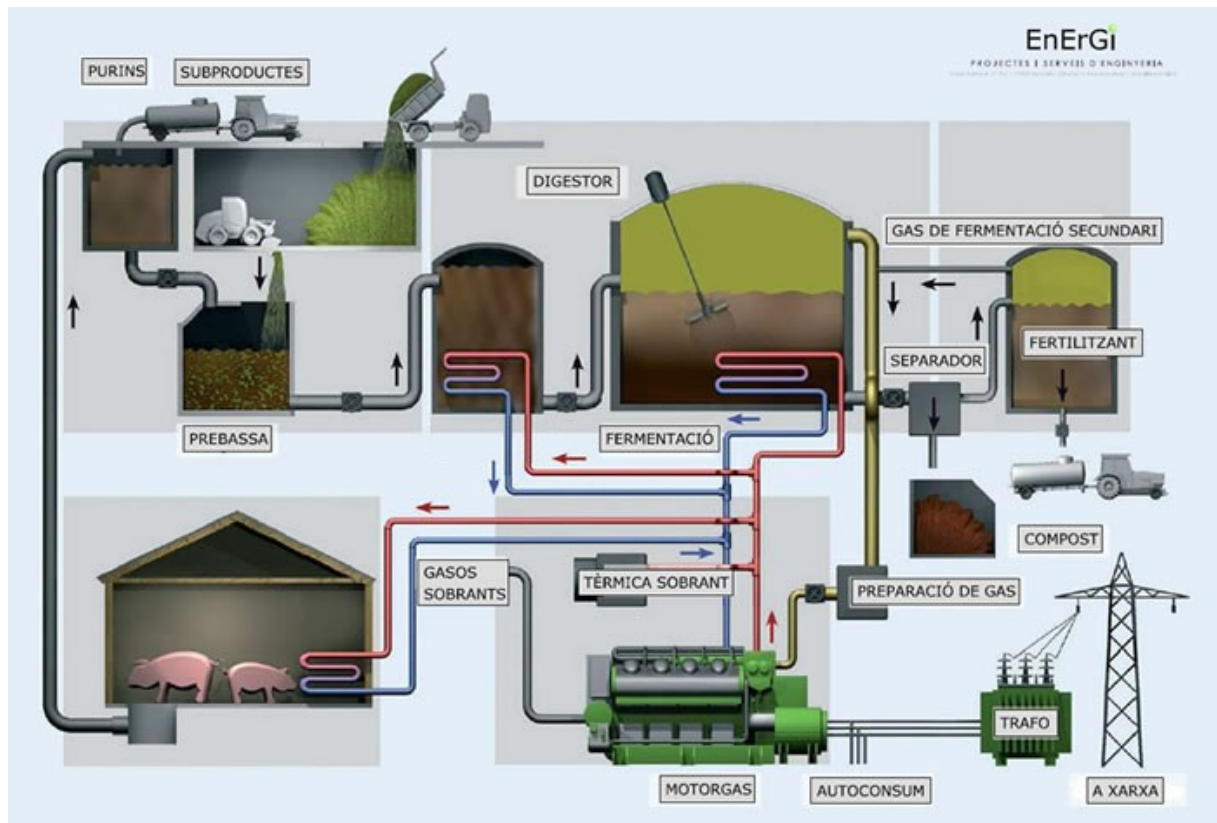 EnErGi
PROJECTES I SERVEIS D'ENGINYERIA
PURINS
SUBPRODUCTES
DIGESTOR
GAS DE FERMENTACIÓ SECUNDARI
SEPARADOR
FERTILITZANT
PREBASSA
FERMENTACIÓ
COMPOST
GASOS
SOBRANTS
TÈRMICA SOBRANT
PREPARACIÓ DE GAS
TRAFO
MOTORGAS
AUTOCONSUM
A XARXA